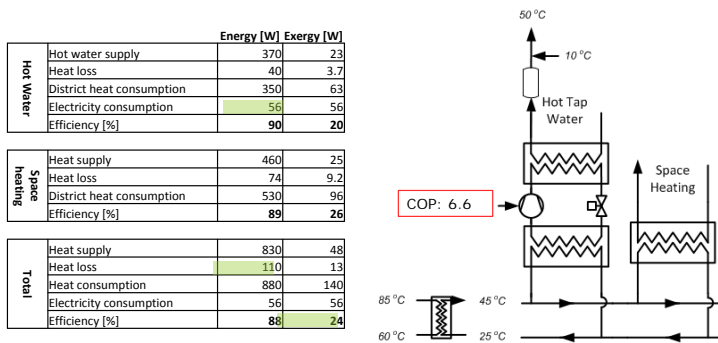 Energy [W] Exergy [W]
Hot Water
Hot water supply 370 23
Heat loss 40 3.7
District heat consumption 350 63
Electricity consumption 56 56
Efficiency [%] 90 20
Space heating
Heat supply 460 25
Heat loss 74 9.2
District heat consumption 530 96
Efficiency [%] 89 26
Total
Heat supply 830 48
Heat loss 110 13
Heat consumption 880 140
Electricity consumption 56 56
Efficiency [%] 88 24
50 °C
10 °C
Hot Tap
Water
Space
Heating
COP: 6.6
85 °C 45 °C
60 °C 25 °C